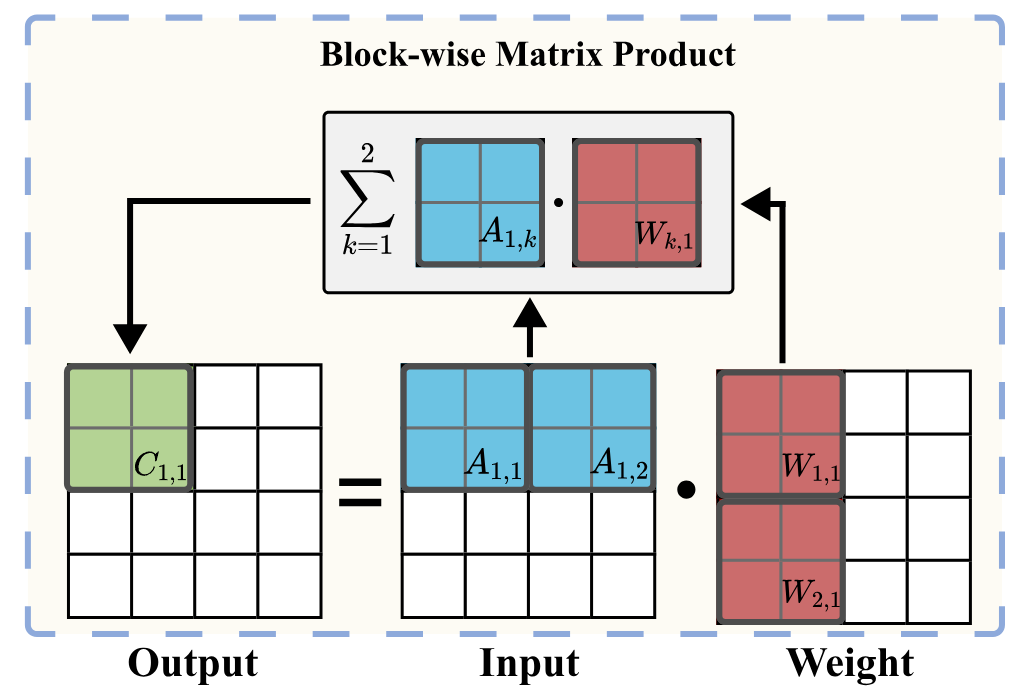 Block-wise Matrix Product
2
∑ A1,k · Wk,1
k=1
C1,1 = A1,1 A1,2 · W1,1
W2,1
Output Input Weight